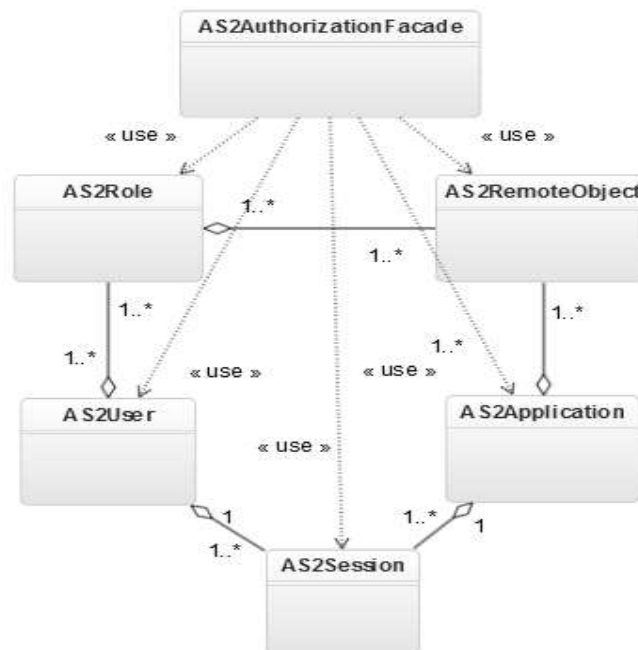 AS2AuthorizationFacade
« use »
« use »
AS2Role
AS2RemoteObject
1..*
1..*
1..*
1..*
1..*
1..*
« use »
« use »
AS2User
AS2Application
« use »
1
1..*
1..*
1
AS2Session